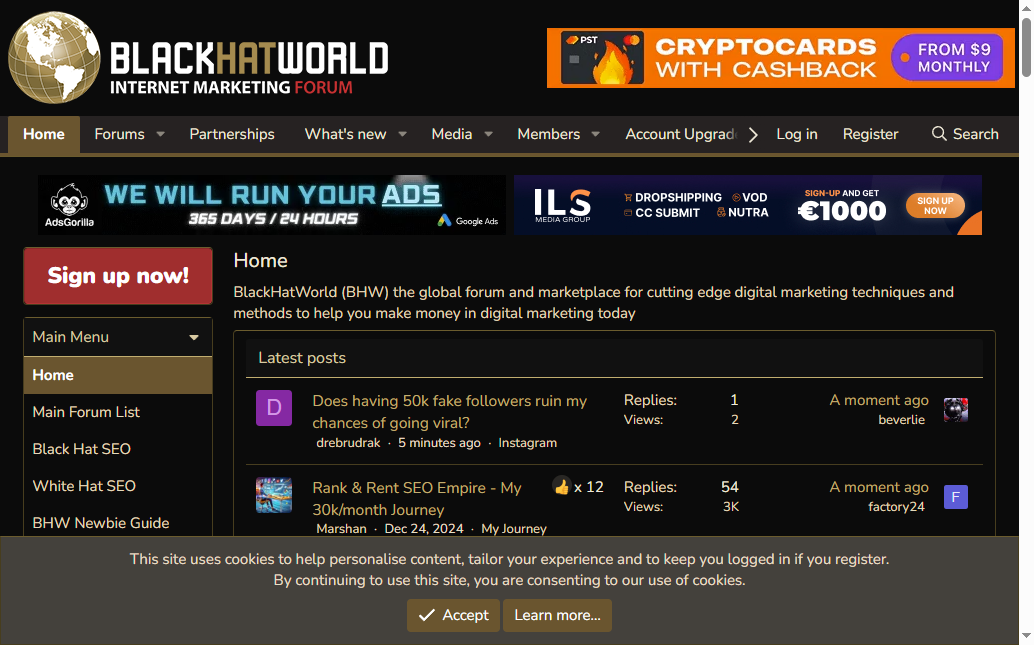 BLACKHATWORLD
INTERNET MARKETING FORUM
PST
CRYPTOCARDS
WITH CASHBACK
FROM $9
MONTHLY
Home
Forums
Partnerships
What's new
Media
Members
Account Upgrad
Log in
Register
Search
AdsGorilla
WE WILL RUN YOUR ADS
365 DAYS / 24 HOURS
Google Ads
ILS
MEDIA GROUP
DROPSHIPPING
VOD
CC SUBMIT
NUTRA
SIGN-UP AND GET
€1000
SIGN UP
NOW
Sign up now!
Main Menu
Home
Main Forum List
Black Hat SEO
White Hat SEO
BHW Newbie Guide
Home
BlackHatWorld (BHW) the global forum and marketplace for cutting edge digital marketing techniques and
methods to help you make money in digital marketing today
Latest posts
D
Does having 50k fake followers ruin my
chances of going viral?
drebrudrak · 5 minutes ago · Instagram
Replies: 1
Views: 2
A moment ago
beverlie
Rank & Rent SEO Empire - My
30k/month Journey
Marshan · Dec 24, 2024 · My Journey
👍 x 12
Replies: 54
Views: 3K
A moment ago
factory24
F
This site uses cookies to help personalise content, tailor your experience and to keep you logged in if you register.
By continuing to use this site, you are consenting to our use of cookies.
Accept
Learn more…